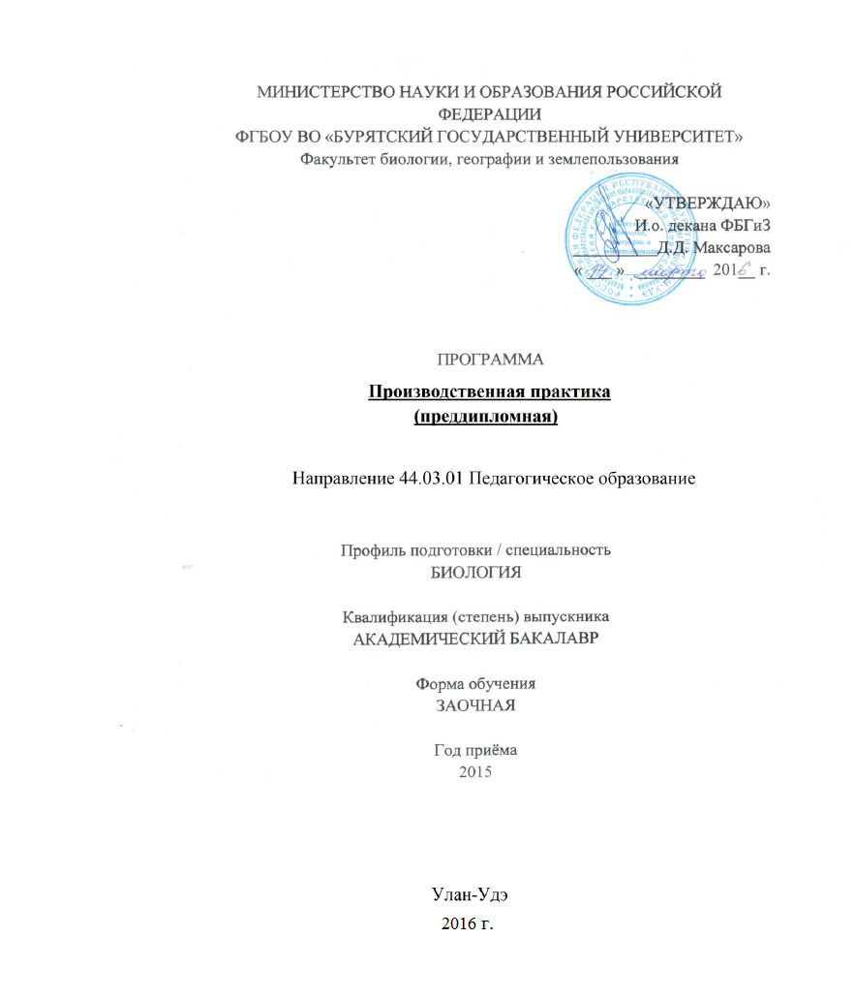 МИНИСТЕРСТВО НАУКИ И ОБРАЗОВАНИЯ РОССИЙСКОЙ
ФЕДЕРАЦИИ
ФГБОУ ВО «БУРЯТСКИЙ ГОСУДАРСТВЕННЫЙ УНИВЕРСИТЕТ»
Факультет биологии, географии и землепользования
«УТВЕРЖДАЮ»
И.о. декана ФБГиЗ
Д.Д. Максарова
« » марта 2016 г.
ПРОГРАММА
Производственная практика
(преддипломная)
Направление 44.03.01 Педагогическое образование
Профиль подготовки / специальность
БИОЛОГИЯ
Квалификация (степень) выпускника
АКАДЕМИЧЕСКИЙ БАКАЛАВР
Форма обучения
ЗАОЧНАЯ
Год приёма
2015
Улан-Удэ
2016 г.